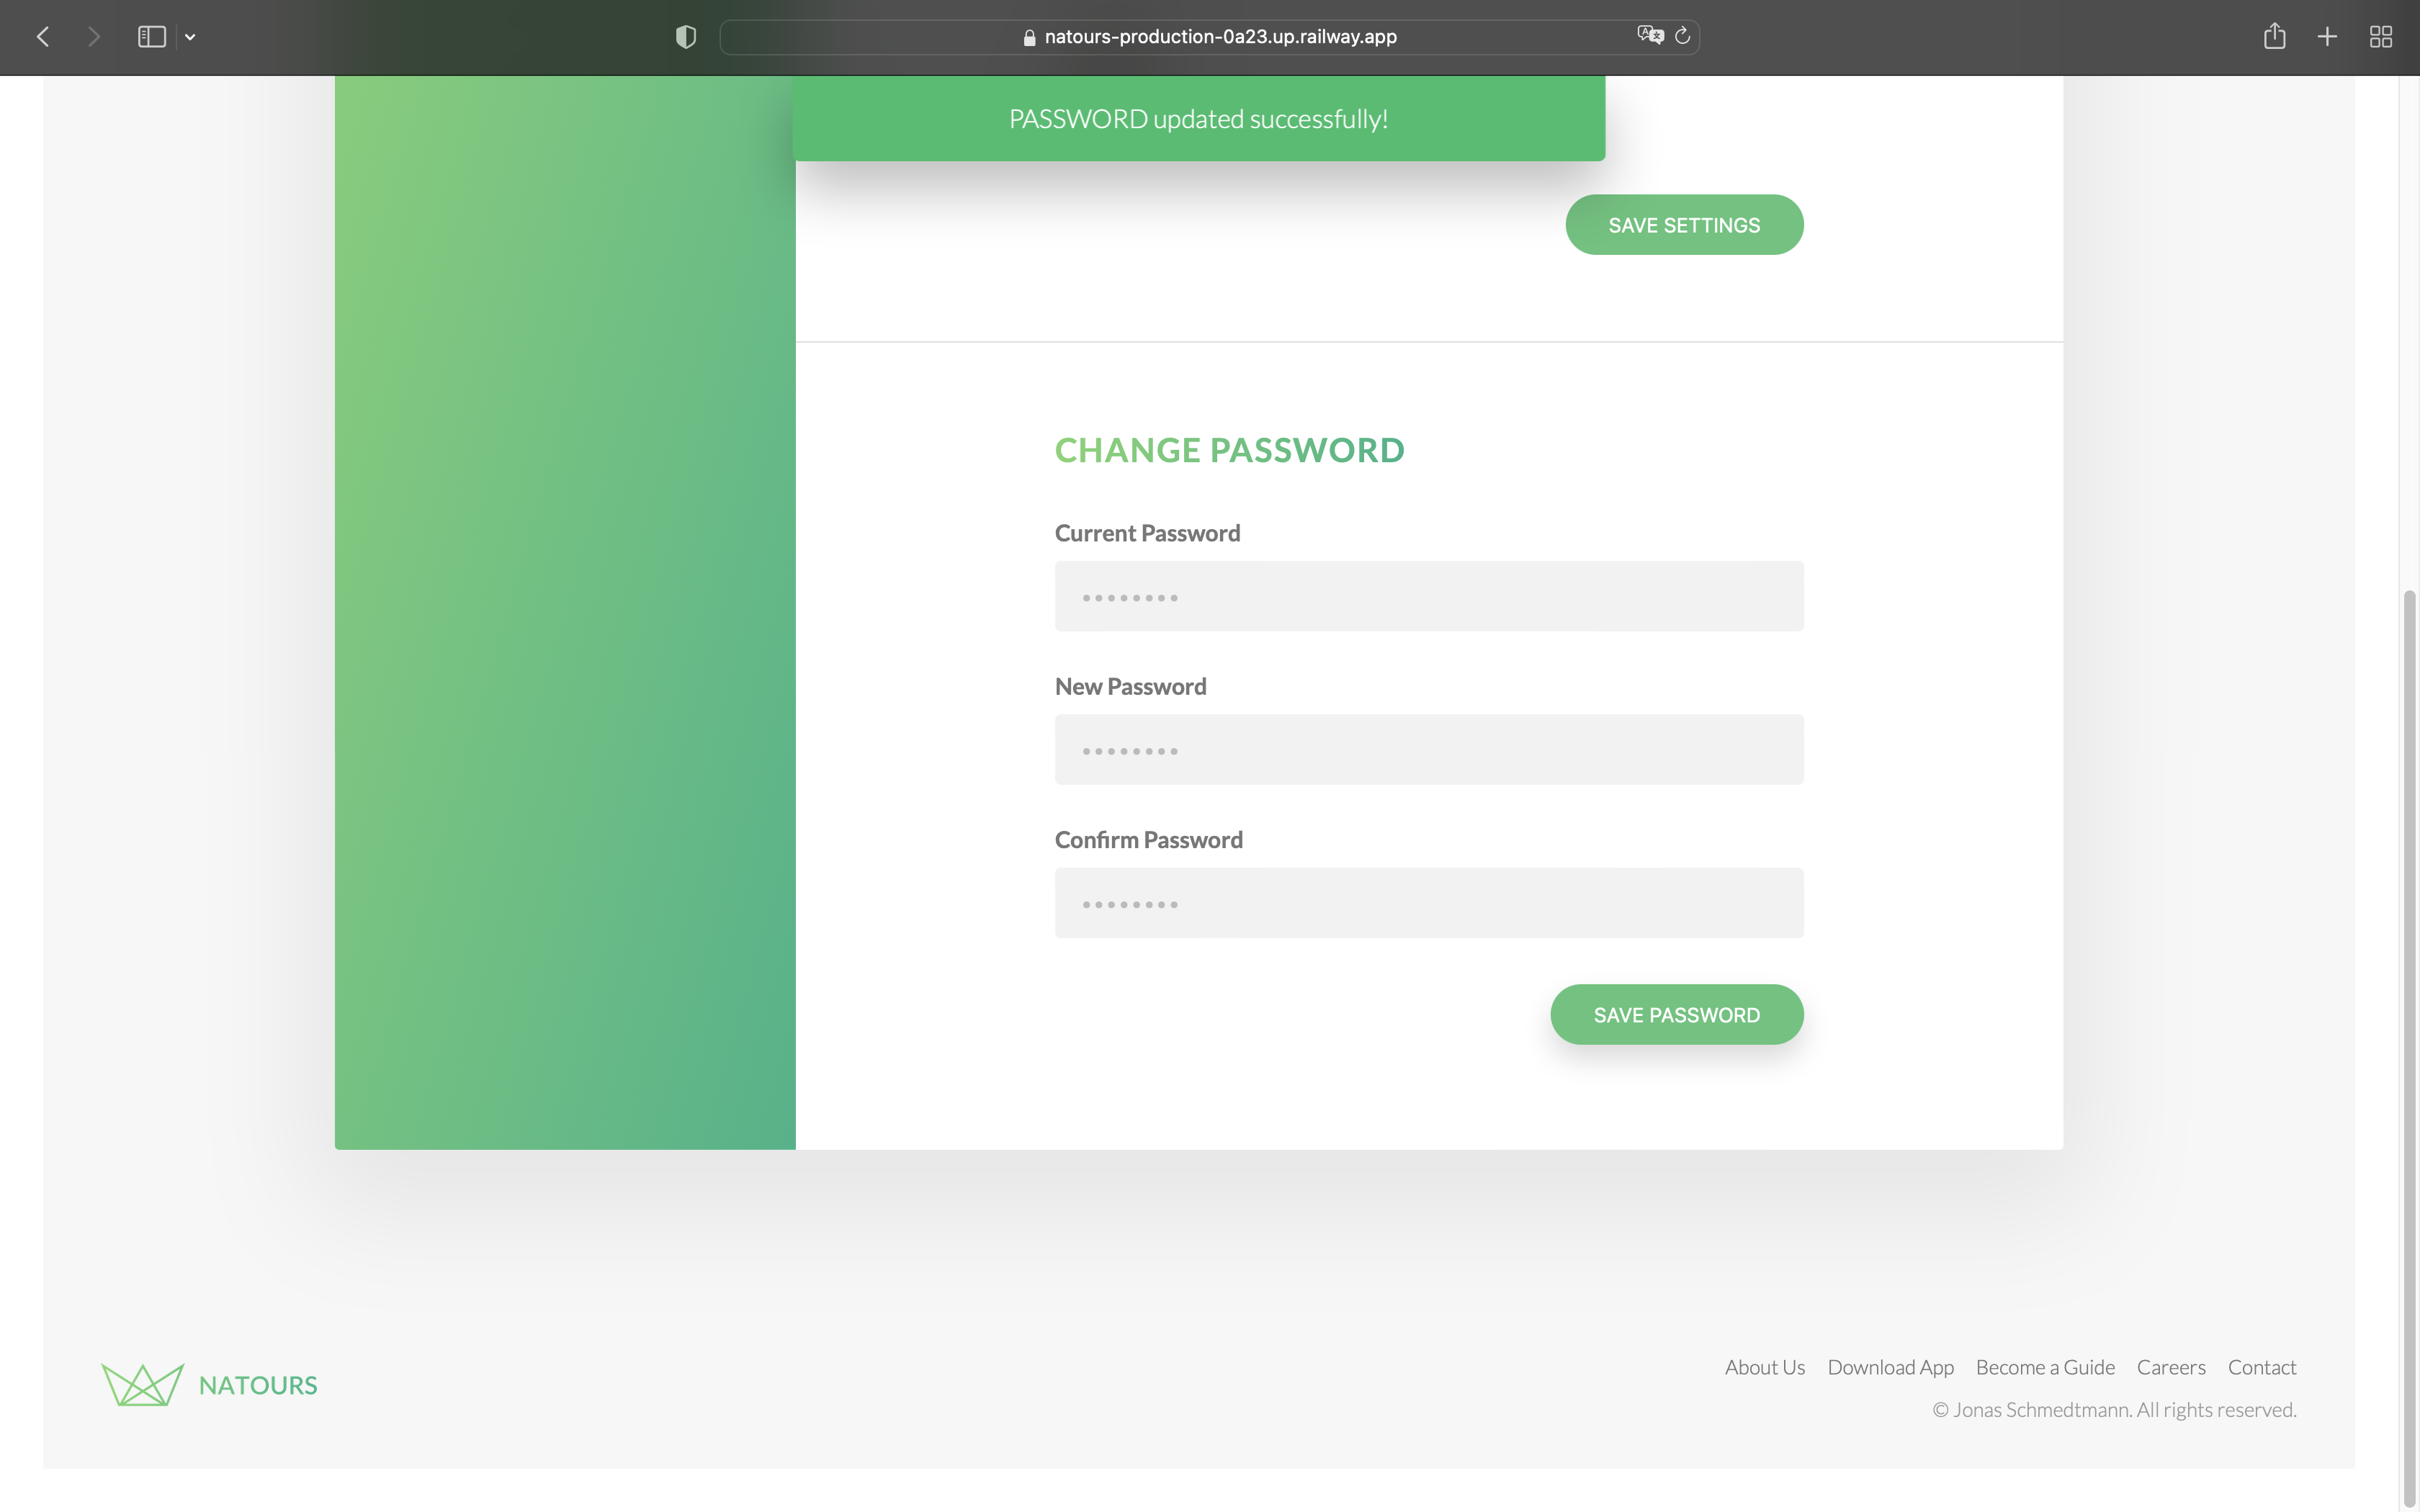 natours-production-0a23.up.railway.app
PASSWORD updated successfully!
SAVE SETTINGS
CHANGE PASSWORD
Current Password
••••••••
New Password
••••••••
Confirm Password
••••••••
SAVE PASSWORD
NATOURS
About Us Download App Become a Guide Careers Contact
© Jonas Schmedtmann. All rights reserved.